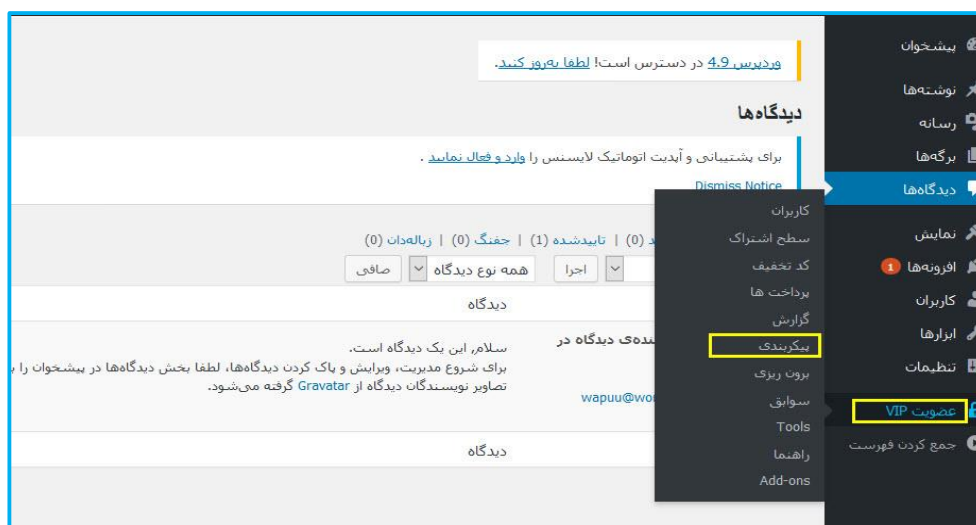 پیشخوان
نوشته‌ها
رسانه
برگه‌ها
دیدگاه‌ها
نمایش
افزونه‌ها 1
کاربران
ابزارها
تنظیمات
عضویت VIP
جمع کردن فهرست
کاربران
سطح اشتراک
کد تخفیف
پرداخت ها
گزارش
پیکربندی
برون ریزی
سوابق
Tools
راهنما
Add-ons
وردپرس 4.9 در دسترس است! لطفا به‌روز کنید.
دیدگاه‌ها
برای پشتیبانی و آپدیت اتوماتیک لایسنس را وارد و فعال نمایید .
Dismiss Notice
(0) | تاییدشده (1) | جفنگ (0) | زباله‌دان (0)
اجرا همه نوع دیدگاه صافی
دیدگاه
دیدگاه در
سلام, این یک دیدگاه است.
برای شروع مدیریت، ویرایش و پاک کردن دیدگاه‌ها، لطفا بخش دیدگاه‌ها در پیشخوان را
تصاویر نویسندگان دیدگاه از Gravatar گرفته می‌شود.
دیدگاه